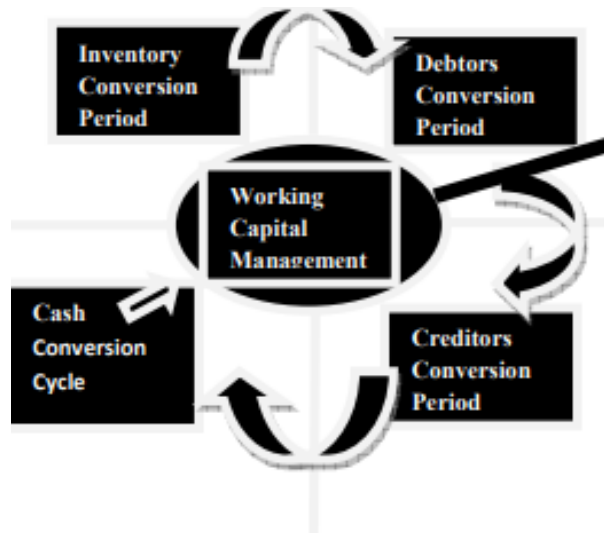 Inventory
Conversion
Period
Debtors
Conversion
Period
Working
Capital
Management
Cash
Conversion
Cycle
Creditors
Conversion
Period